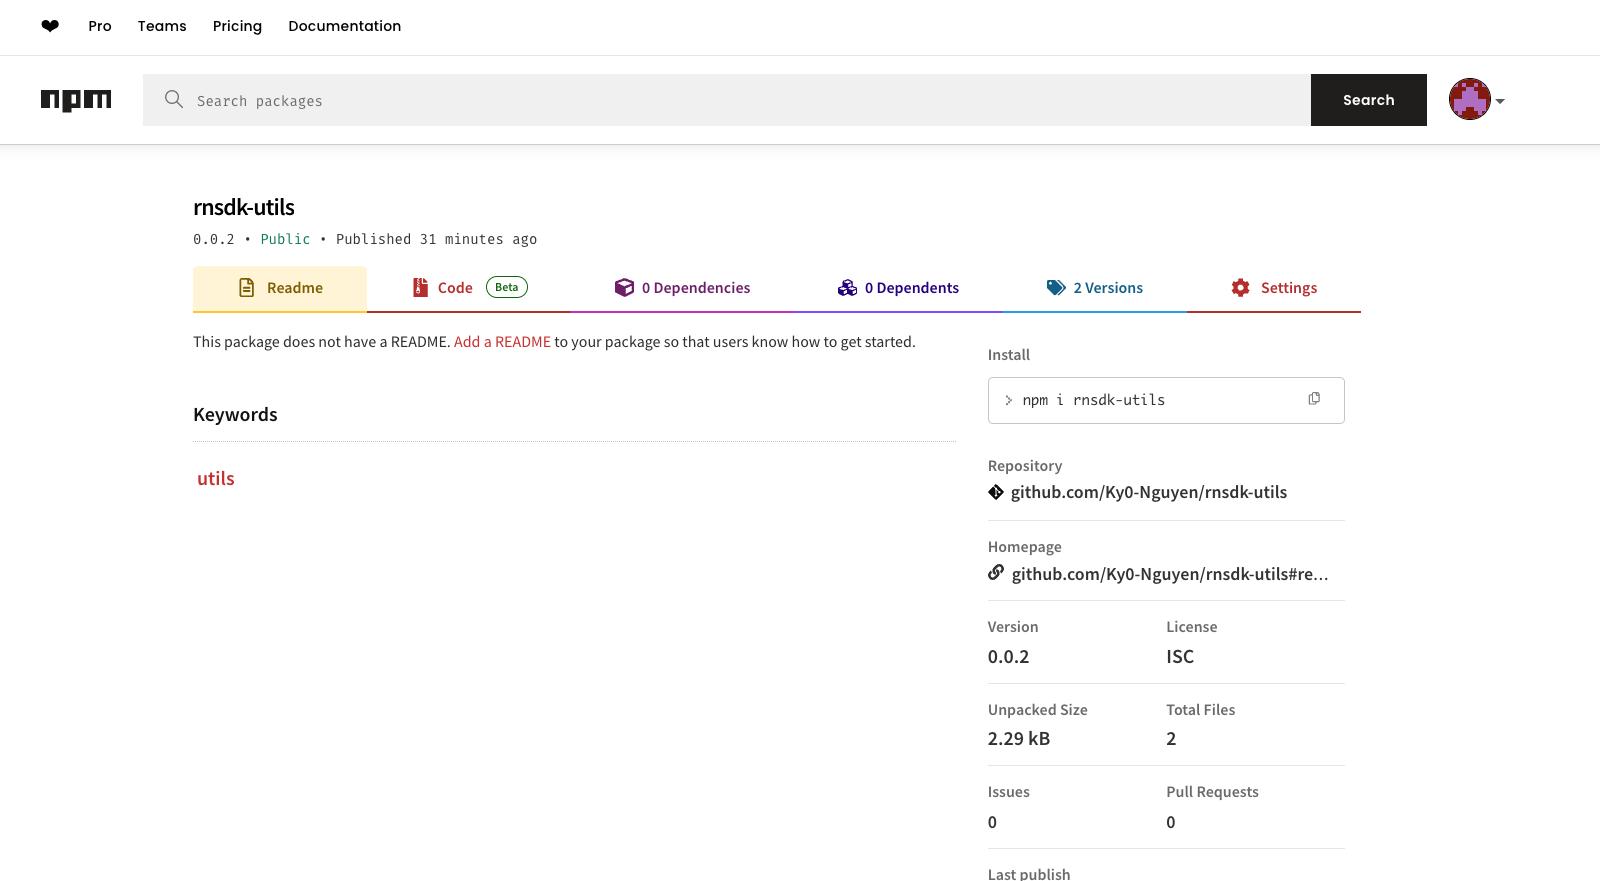 ❤ Pro Teams Pricing Documentation
npm Search packages Search
rnsdk-utils
0.0.2 • Public • Published 31 minutes ago
Readme Code Beta 0 Dependencies 0 Dependents 2 Versions Settings
This package does not have a README. Add a README to your package so that users know how to get started.
Keywords
utils
Install
> npm i rnsdk-utils
Repository
github.com/Ky0-Nguyen/rnsdk-utils
Homepage
github.com/Ky0-Nguyen/rnsdk-utils#re...
Version License
0.0.2 ISC
Unpacked Size Total Files
2.29 kB 2
Issues Pull Requests
0 0
Last publish